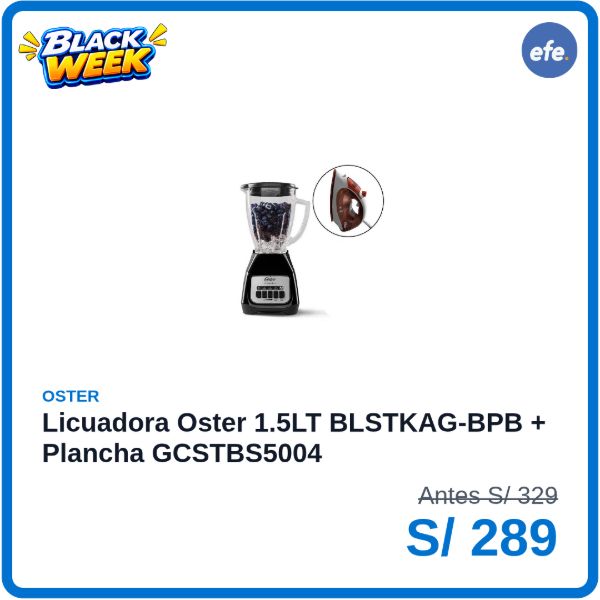 BLACK
WEEK
efe.
OSTER
Licuadora Oster 1.5LT BLSTKAG-BPB +
Plancha GCSTBS5004
Antes S/ 329
S/ 289